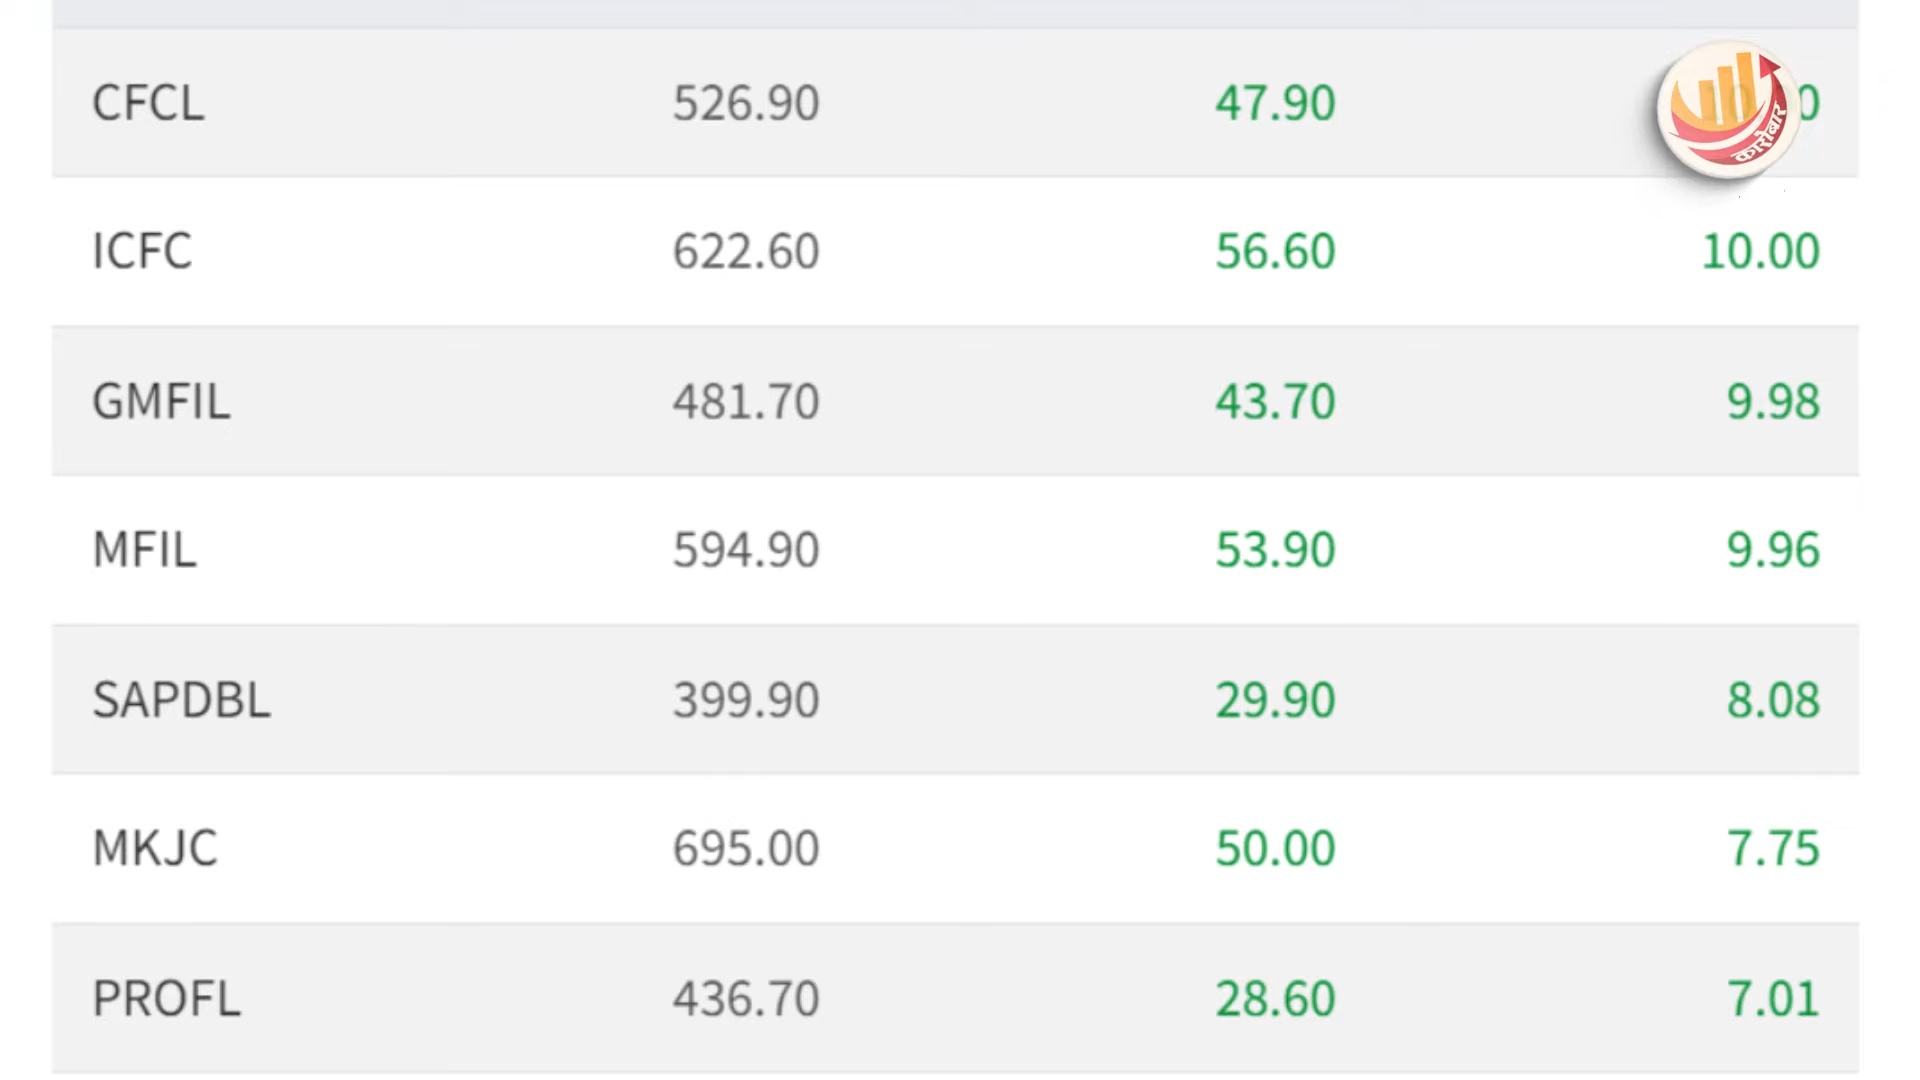 CFCL 526.90 47.90
कारोबार
ICFC 622.60 56.60 10.00
GMFIL 481.70 43.70 9.98
MFIL 594.90 53.90 9.96
SAPDBL 399.90 29.90 8.08
MKJC 695.00 50.00 7.75
PROFL 436.70 28.60 7.01